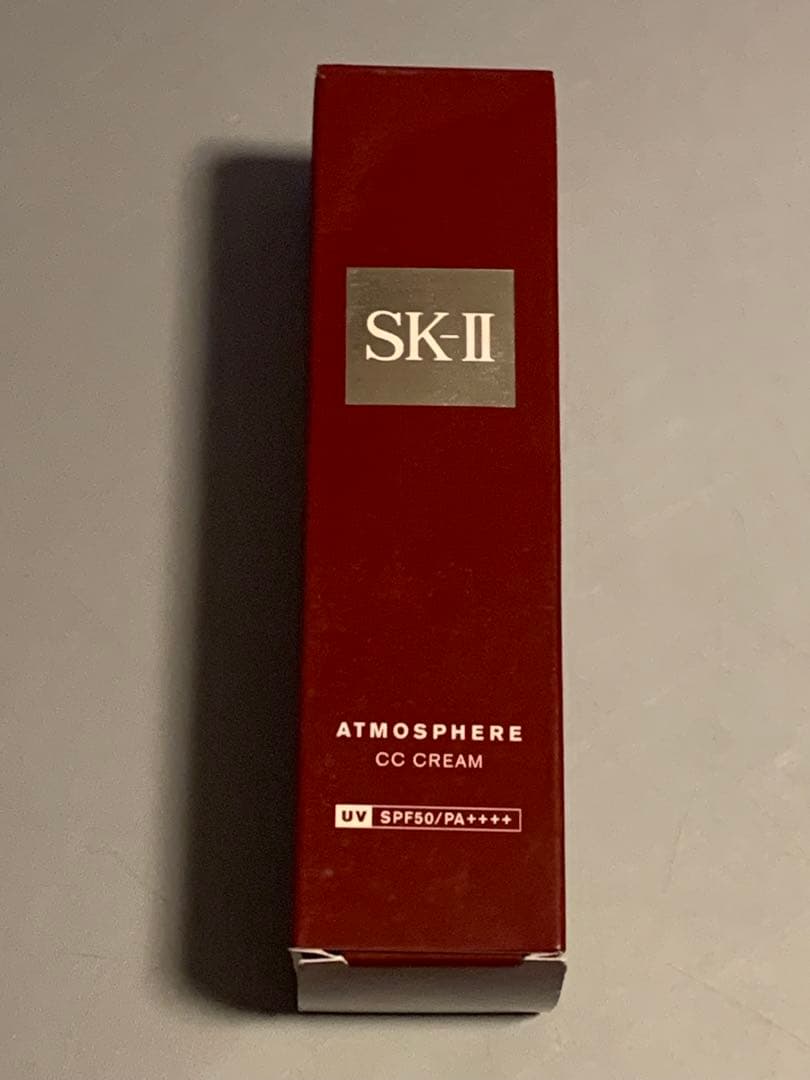 SK-II
ATMOSPHERE
CC CREAM
UV SPF50/PA++++